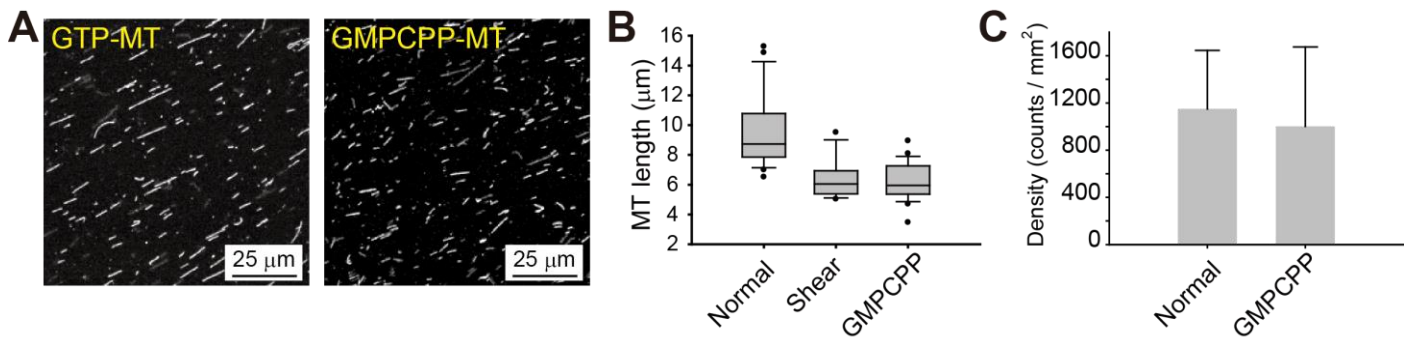 A
GTP-MT
25 μm
GMPCPP-MT
25 μm
B
MT length (μm)
16
14
12
10
8
6
4
2
Normal
Shear
GMPCPP
C
Density (counts / mm²)
1600
1200
800
400
0
Normal
GMPCPP